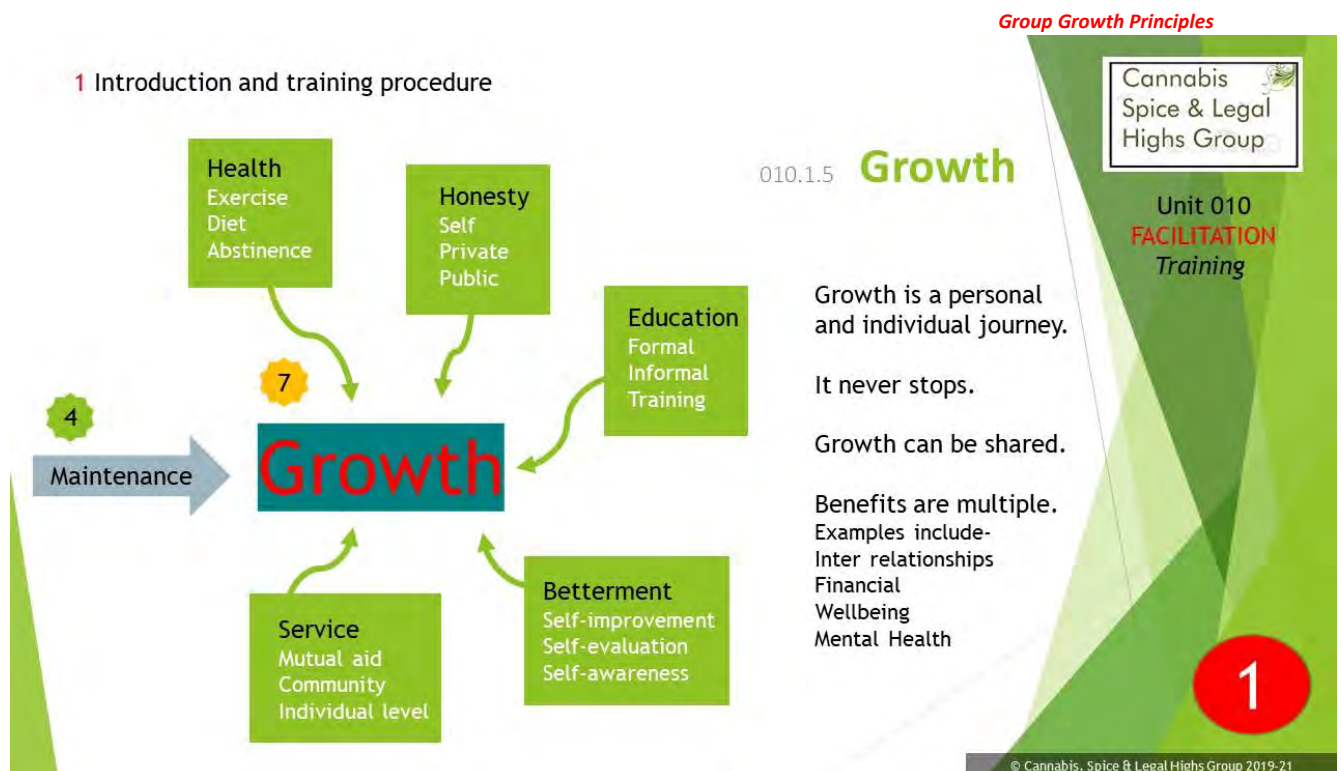 Group Growth Principles
1 Introduction and training procedure
Cannabis
Spice & Legal
Highs Group
Unit 010
FACILITATION
Training
010.1.5 Growth
Health
Exercise
Diet
Abstinence
Honesty
Self
Private
Public
Education
Formal
Informal
Training
7
4
Maintenance
Growth
Service
Mutual aid
Community
Individual level
Betterment
Self-improvement
Self-evaluation
Self-awareness
Growth is a personal
and individual journey.
It never stops.
Growth can be shared.
Benefits are multiple.
Examples include-
Inter relationships
Financial
Wellbeing
Mental Health
1
© Cannabis, Spice & Legal Highs Group 2019-21